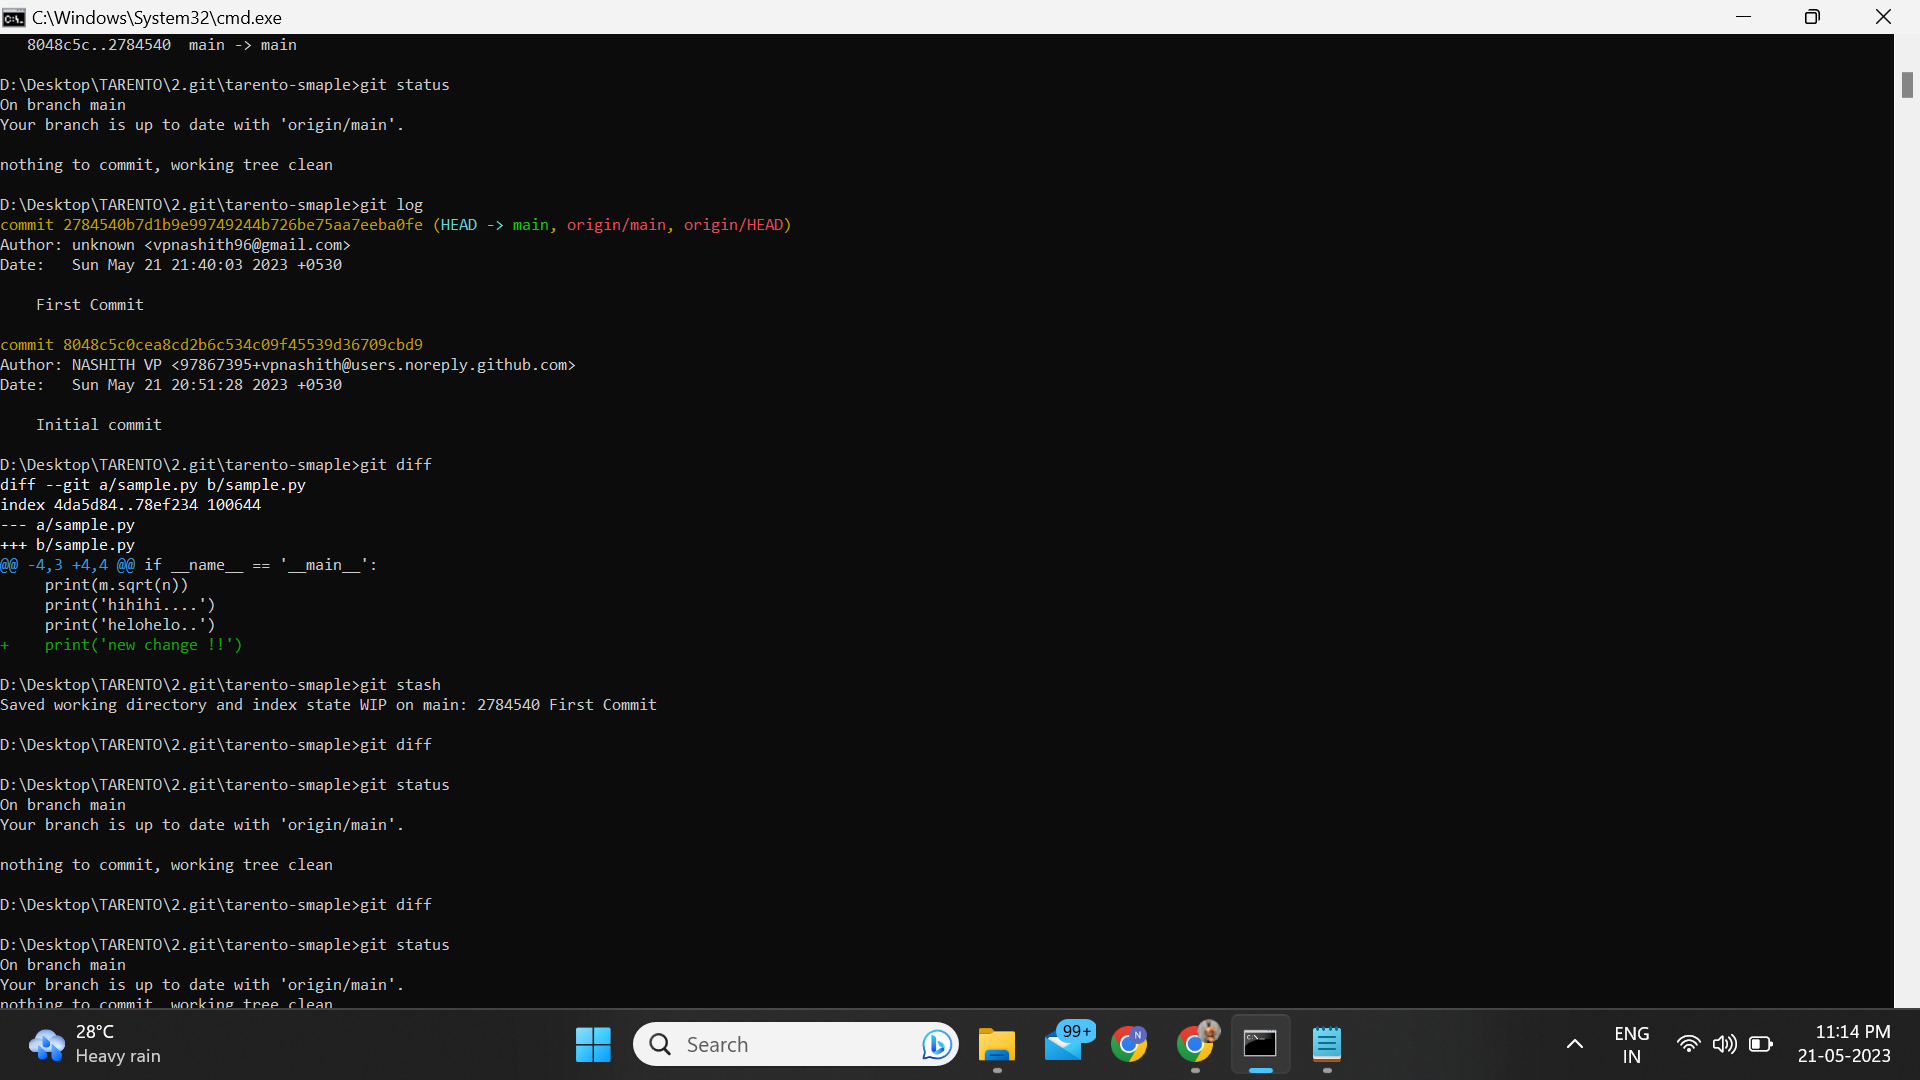 C:\Windows\System32\cmd.exe
   8048c5c..2784540  main -> main
D:\Desktop\TARENTO\2.git\tarento-smaple>git status
On branch main
Your branch is up to date with 'origin/main'.
nothing to commit, working tree clean
D:\Desktop\TARENTO\2.git\tarento-smaple>git log
commit 2784540b7d1b9e99749244b726be75aa7eeba0fe (HEAD -> main, origin/main, origin/HEAD)
Author: unknown <vpnashith96@gmail.com>
Date:   Sun May 21 21:40:03 2023 +0530
    First Commit
commit 8048c5c0cea8cd2b6c534c09f45539d36709cbd9
Author: NASHITH VP <97867395+vpnashith@users.noreply.github.com>
Date:   Sun May 21 20:51:28 2023 +0530
    Initial commit
D:\Desktop\TARENTO\2.git\tarento-smaple>git diff
diff --git a/sample.py b/sample.py
index 4da5d84..78ef234 100644
--- a/sample.py
+++ b/sample.py
@@ -4,3 +4,4 @@ if __name__ == '__main__':
     print(m.sqrt(n))
     print('hihihi....')
     print('helohelo..')
+    print('new change !!')
D:\Desktop\TARENTO\2.git\tarento-smaple>git stash
Saved working directory and index state WIP on main: 2784540 First Commit
D:\Desktop\TARENTO\2.git\tarento-smaple>git diff
D:\Desktop\TARENTO\2.git\tarento-smaple>git status
On branch main
Your branch is up to date with 'origin/main'.
nothing to commit, working tree clean
D:\Desktop\TARENTO\2.git\tarento-smaple>git diff
D:\Desktop\TARENTO\2.git\tarento-smaple>git status
On branch main
Your branch is up to date with 'origin/main'.
nothing to commit, working tree clean
28°C
Heavy rain
Search
99+
N
ENG
IN
11:14 PM
21-05-2023